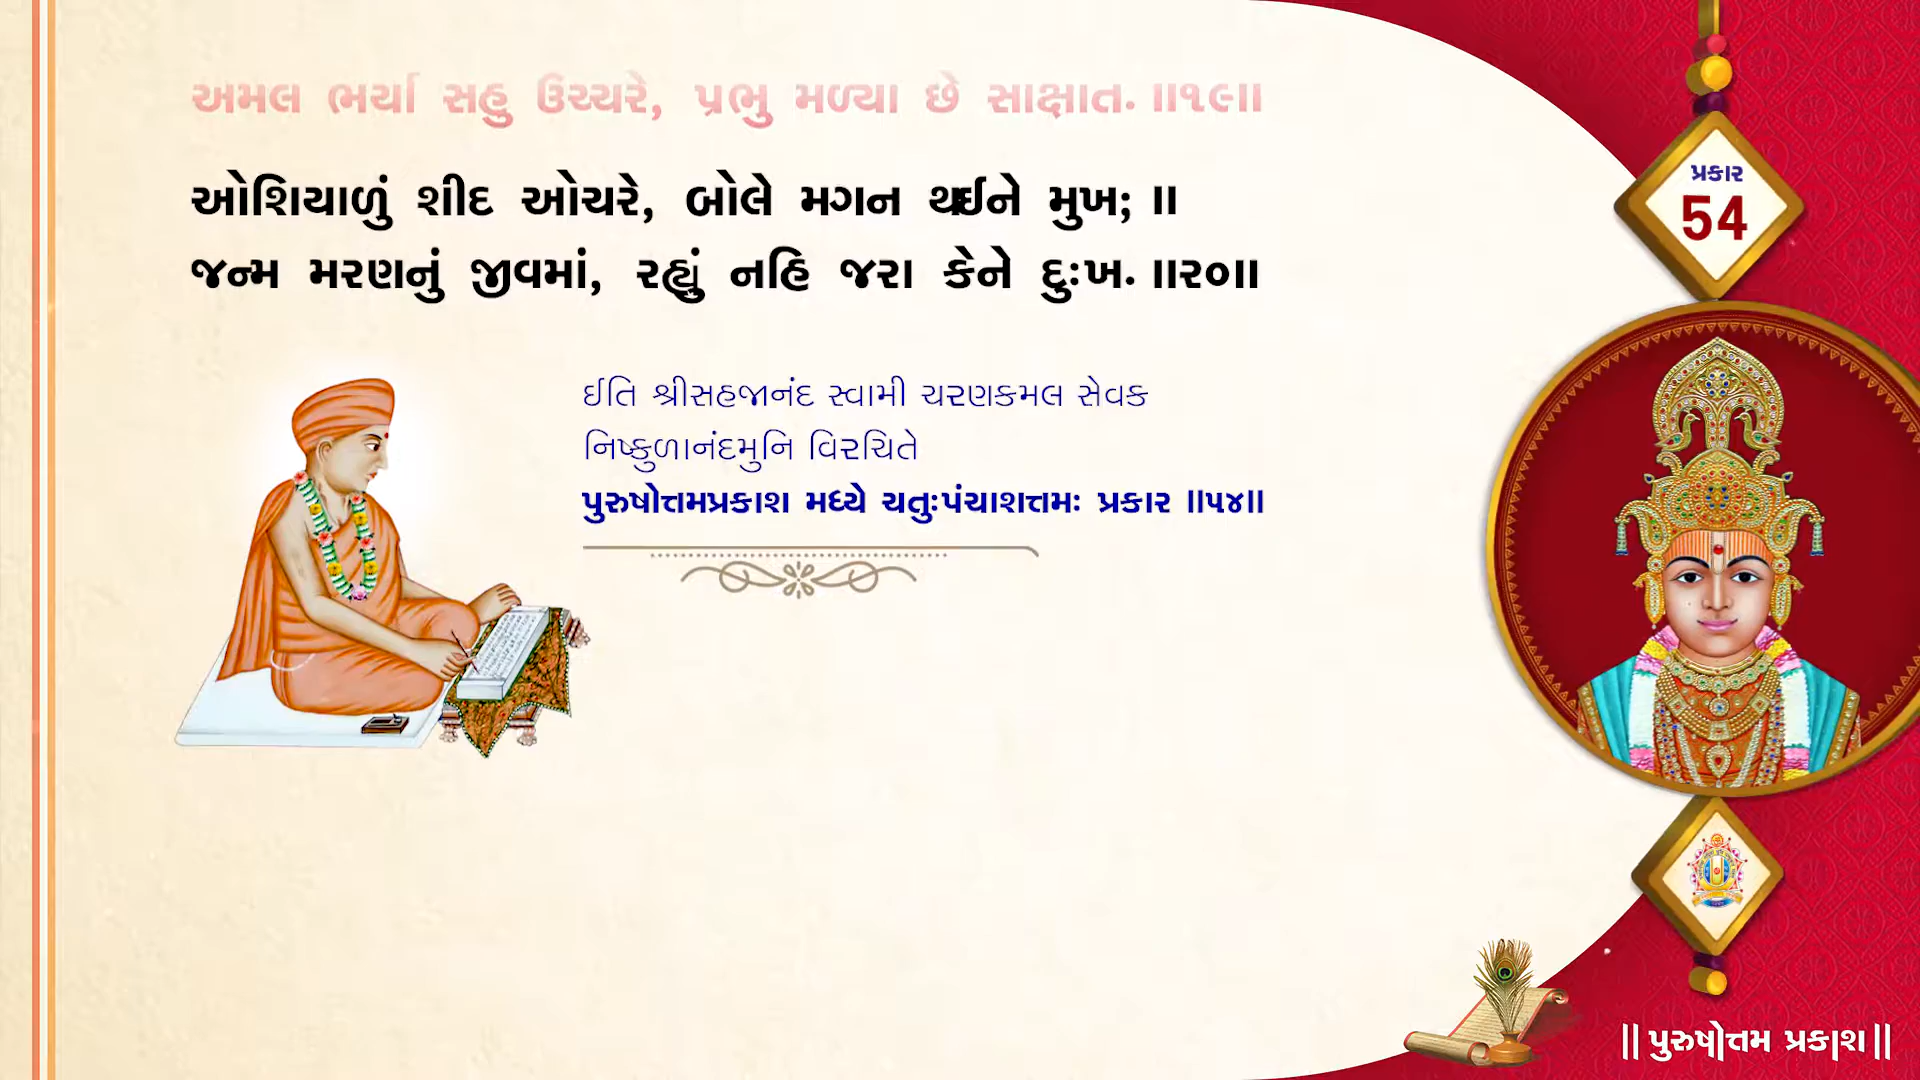 અમલ ભર્યા સહુ ઉચ્ચરે, પ્રભુ મળ્યા છે સાક્ષાત. ॥૧૯॥
ઓશિયાળું શીદ ઓચરે, બોલે મગન થઈને મુખ; ॥
જન્મ મરણનું જીવમાં, રહ્યું નહિ જરા કેને દુઃખ. ॥૨૦॥
ઈતિ શ્રીસહજાનંદ સ્વામી ચરણકમલ સેવક
નિષ્કુળાનંદમુનિ વિરચિતે
પુરુષોત્તમપ્રકાશ મધ્યે ચતુઃપંચાશત્તમઃ પ્રકાર ॥૫૪॥
પ્રકાર
54
॥ પુરુષોત્તમ પ્રકાશ ॥